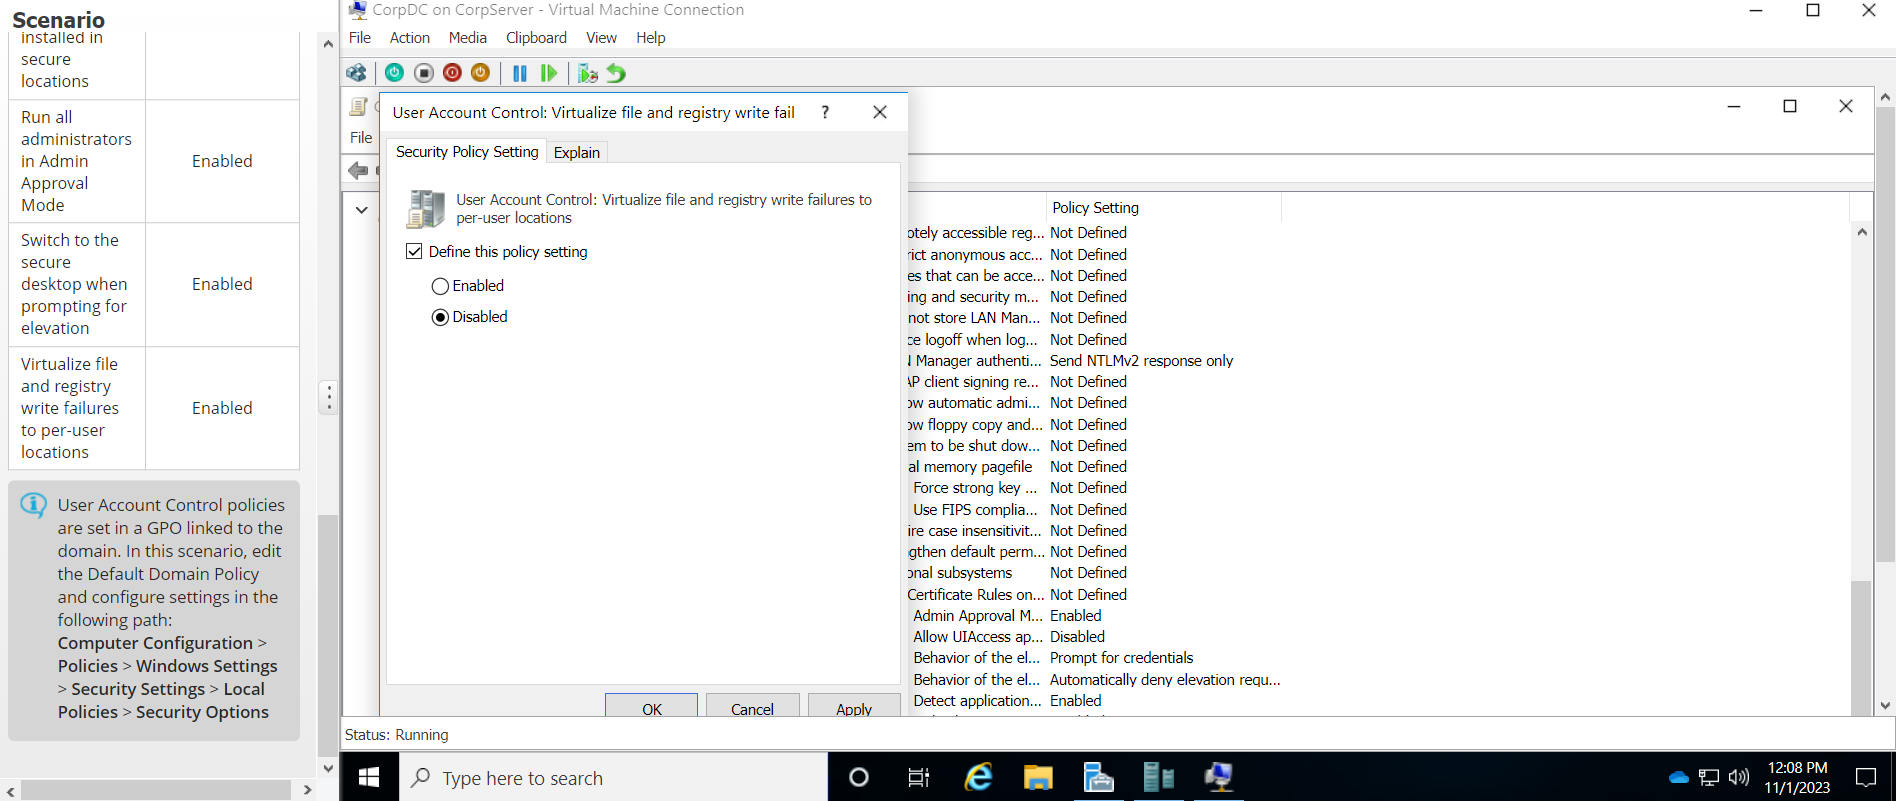 Scenario
installed in
secure
locations
Run all
administrators
in Admin
Approval
Mode
Enabled
Switch to the
secure
desktop when
prompting for
elevation
Enabled
Virtualize file
and registry
write failures
to per-user
locations
Enabled
User Account Control policies
are set in a GPO linked to the
domain. In this scenario, edit
the Default Domain Policy
and configure settings in the
following path:
Computer Configuration >
Policies > Windows Settings
> Security Settings > Local
Policies > Security Options
CorpDC on CorpServer - Virtual Machine Connection
File Action Media Clipboard View Help
File
User Account Control: Virtualize file and registry write fail ?
Security Policy Setting Explain
User Account Control: Virtualize file and registry write failures to
per-user locations
Define this policy setting
Enabled
Disabled
OK Cancel Apply
Policy Setting
otely accessible reg... Not Defined
rict anonymous acc... Not Defined
es that can be acce... Not Defined
ing and security m... Not Defined
not store LAN Man... Not Defined
ce logoff when log... Not Defined
Manager authenti... Send NTLMv2 response only
AP client signing re... Not Defined
ow automatic admi... Not Defined
ow floppy copy and... Not Defined
em to be shut dow... Not Defined
al memory pagefile Not Defined
Force strong key ... Not Defined
Use FIPS complia... Not Defined
ire case insensitivit... Not Defined
gthen default perm... Not Defined
onal subsystems Not Defined
Certificate Rules on... Not Defined
Admin Approval M... Enabled
Allow UIAccess ap... Disabled
Behavior of the el... Prompt for credentials
Behavior of the el... Automatically deny elevation requ...
Detect application... Enabled
Status: Running
Type here to search
12:08 PM
11/1/2023